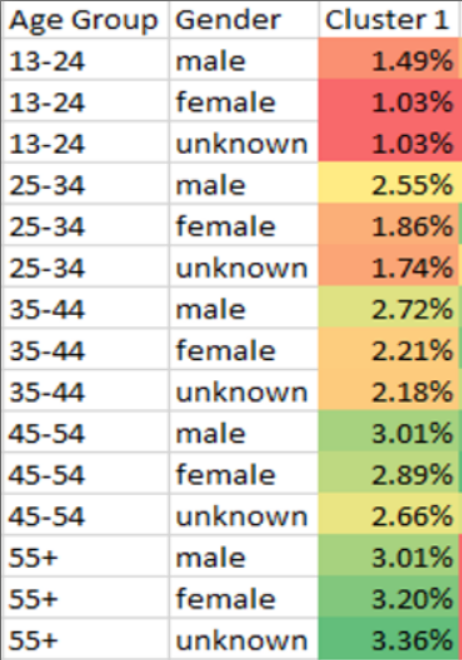 Age Group Gender Cluster 1
13-24 male 1.49%
13-24 female 1.03%
13-24 unknown 1.03%
25-34 male 2.55%
25-34 female 1.86%
25-34 unknown 1.74%
35-44 male 2.72%
35-44 female 2.21%
35-44 unknown 2.18%
45-54 male 3.01%
45-54 female 2.89%
45-54 unknown 2.66%
55+ male 3.01%
55+ female 3.20%
55+ unknown 3.36%